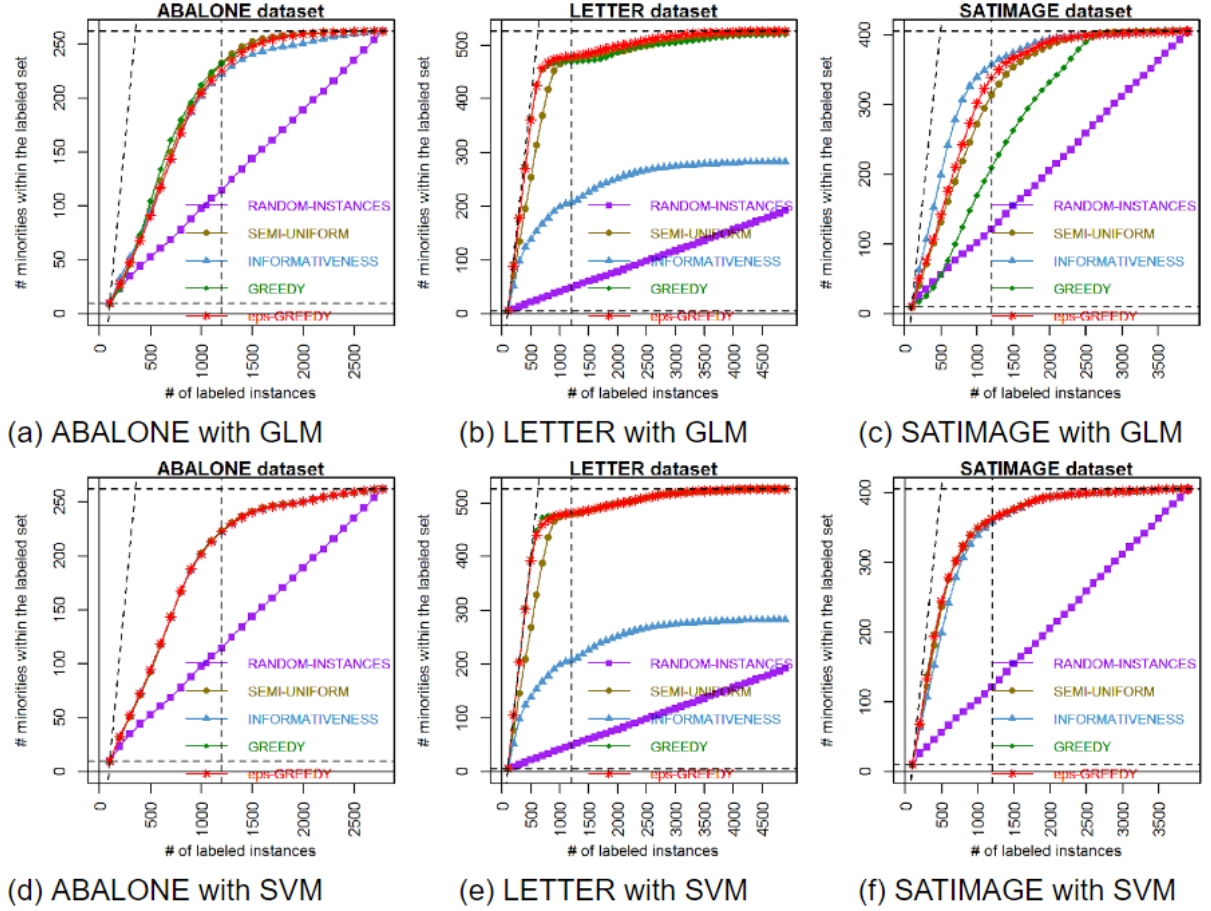 ABALONE dataset
# minorities within the labeled set
250
200
150
100
50
0
RANDOM-INSTANCES
SEMI-UNIFORM
INFORMATIVENESS
GREEDY
eps-GREEDY
0
500
1000
1500
2000
2500
# of labeled instances
(a) ABALONE with GLM
LETTER dataset
# minorities within the labeled set
500
400
300
200
100
0
RANDOM-INSTANCES
SEMI-UNIFORM
INFORMATIVENESS
GREEDY
eps-GREEDY
0
500
1000
1500
2000
2500
3000
3500
4000
4500
# of labeled instances
(b) LETTER with GLM
SATIMAGE dataset
# minorities within the labeled set
400
300
200
100
0
RANDOM-INSTANCES
SEMI-UNIFORM
INFORMATIVENESS
GREEDY
eps-GREEDY
0
500
1000
1500
2000
2500
3000
3500
# of labeled instances
(c) SATIMAGE with GLM
ABALONE dataset
# minorities within the labeled set
250
200
150
100
50
0
RANDOM-INSTANCES
SEMI-UNIFORM
INFORMATIVENESS
GREEDY
eps-GREEDY
0
500
1000
1500
2000
2500
# of labeled instances
(d) ABALONE with SVM
LETTER dataset
# minorities within the labeled set
500
400
300
200
100
0
RANDOM-INSTANCES
SEMI-UNIFORM
INFORMATIVENESS
GREEDY
eps-GREEDY
0
500
1000
1500
2000
2500
3000
3500
4000
4500
# of labeled instances
(e) LETTER with SVM
SATIMAGE dataset
# minorities within the labeled set
400
300
200
100
0
RANDOM-INSTANCES
SEMI-UNIFORM
INFORMATIVENESS
GREEDY
eps-GREEDY
0
500
1000
1500
2000
2500
3000
3500
# of labeled instances
(f) SATIMAGE with SVM